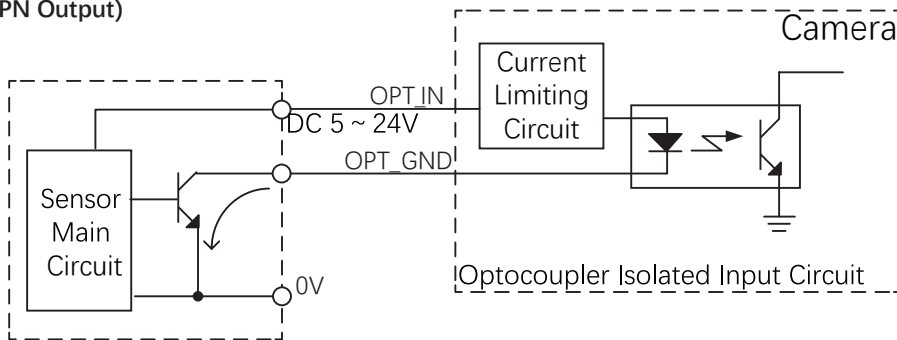 PN Output)
Camera
Current
Limiting
Circuit
OPT_IN
DC 5 ~ 24V
OPT_GND
Sensor
Main
Circuit
0V
Optocoupler Isolated Input Circuit